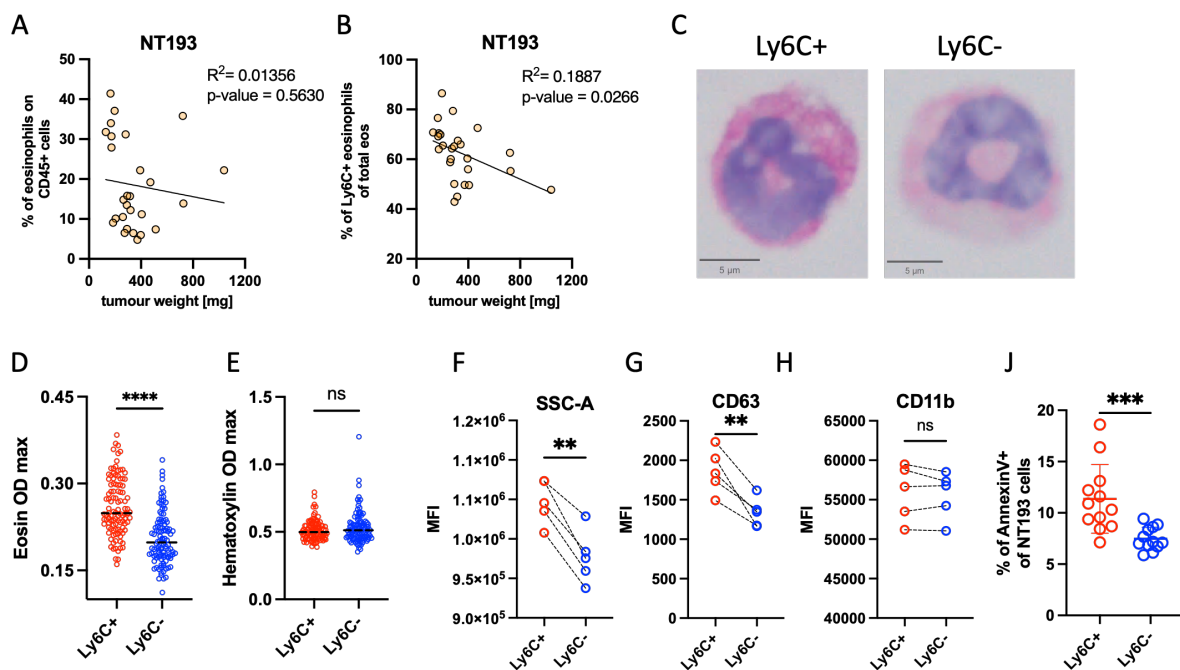 A
NT193
R²= 0.01356
p-value = 0.5630
% of eosinophils on
CD45+ cells
50
40
30
20
10
0
0
400
800
1200
tumour weight [mg]
B
NT193
R²= 0.1887
p-value = 0.0266
% of Ly6C+ eosinophils
of total eos
100
80
60
40
20
0
400
800
1200
tumour weight [mg]
C
Ly6C+
Ly6C-
5 µm
5 µm
D
****
Eosin OD max
0.45
0.30
0.15
Ly6C+
Ly6C-
E
ns
Hematoxylin OD max
1.5
1.0
0.5
0.0
Ly6C+
Ly6C-
F
SSC-A
**
MFI
1.2×10⁶
1.1×10⁶
1.1×10⁶
1.0×10⁶
9.5×10⁵
9.0×10⁵
Ly6C+
Ly6C-
G
CD63
**
MFI
2500
2000
1500
1000
500
0
Ly6C+
Ly6C-
H
CD11b
ns
MFI
65000
60000
55000
50000
45000
40000
Ly6C+
Ly6C-
J
***
% of AnnexinV+
of NT193 cells
20
15
10
5
0
Ly6C+
Ly6C-